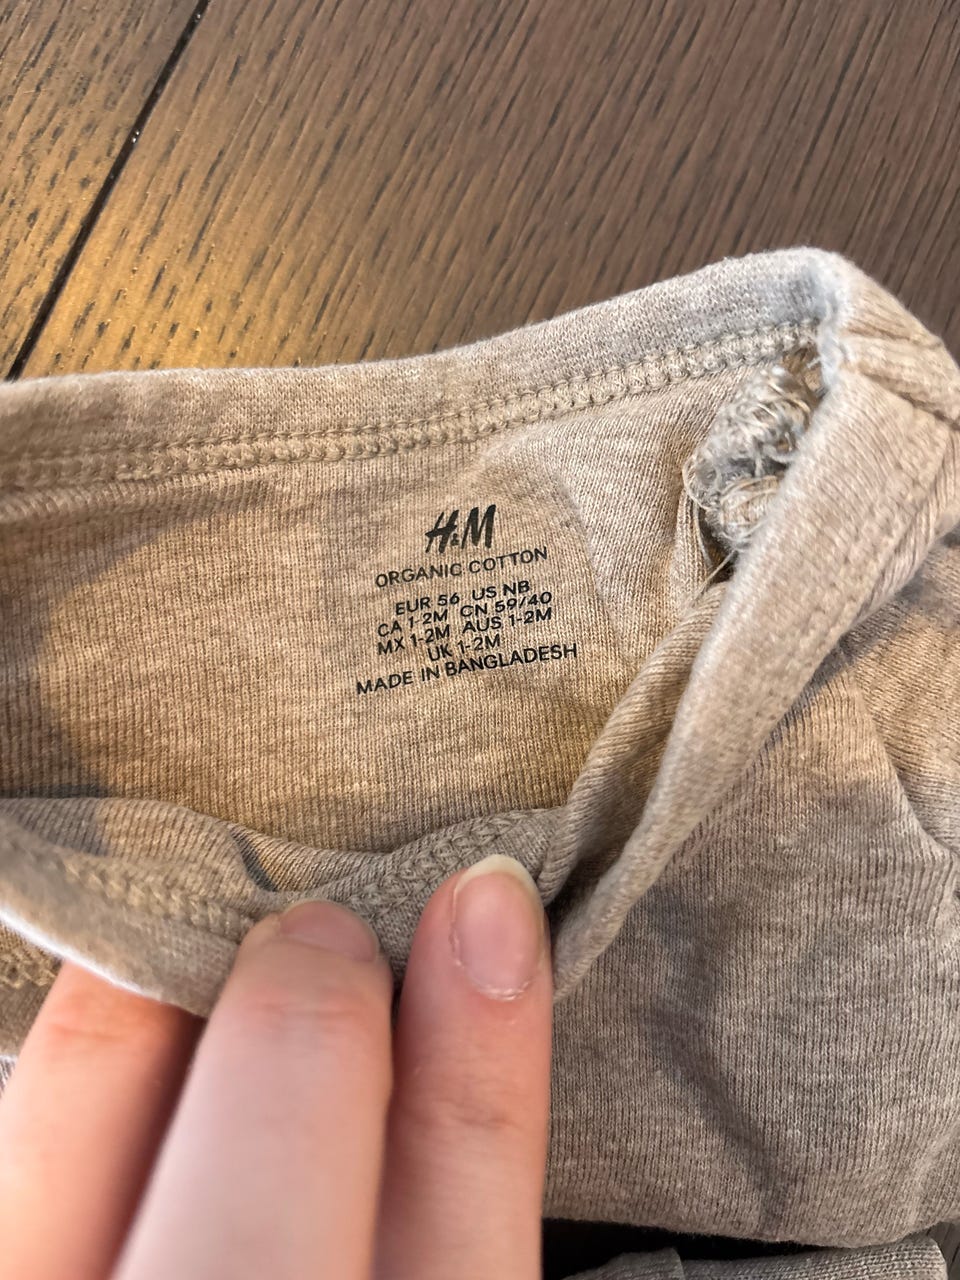 H&M
ORGANIC COTTON
EUR 56 US NB
CA 1-2M CN 59/40
MX 1-2M AUS 1-2M
UK 1-2M
MADE IN BANGLADESH